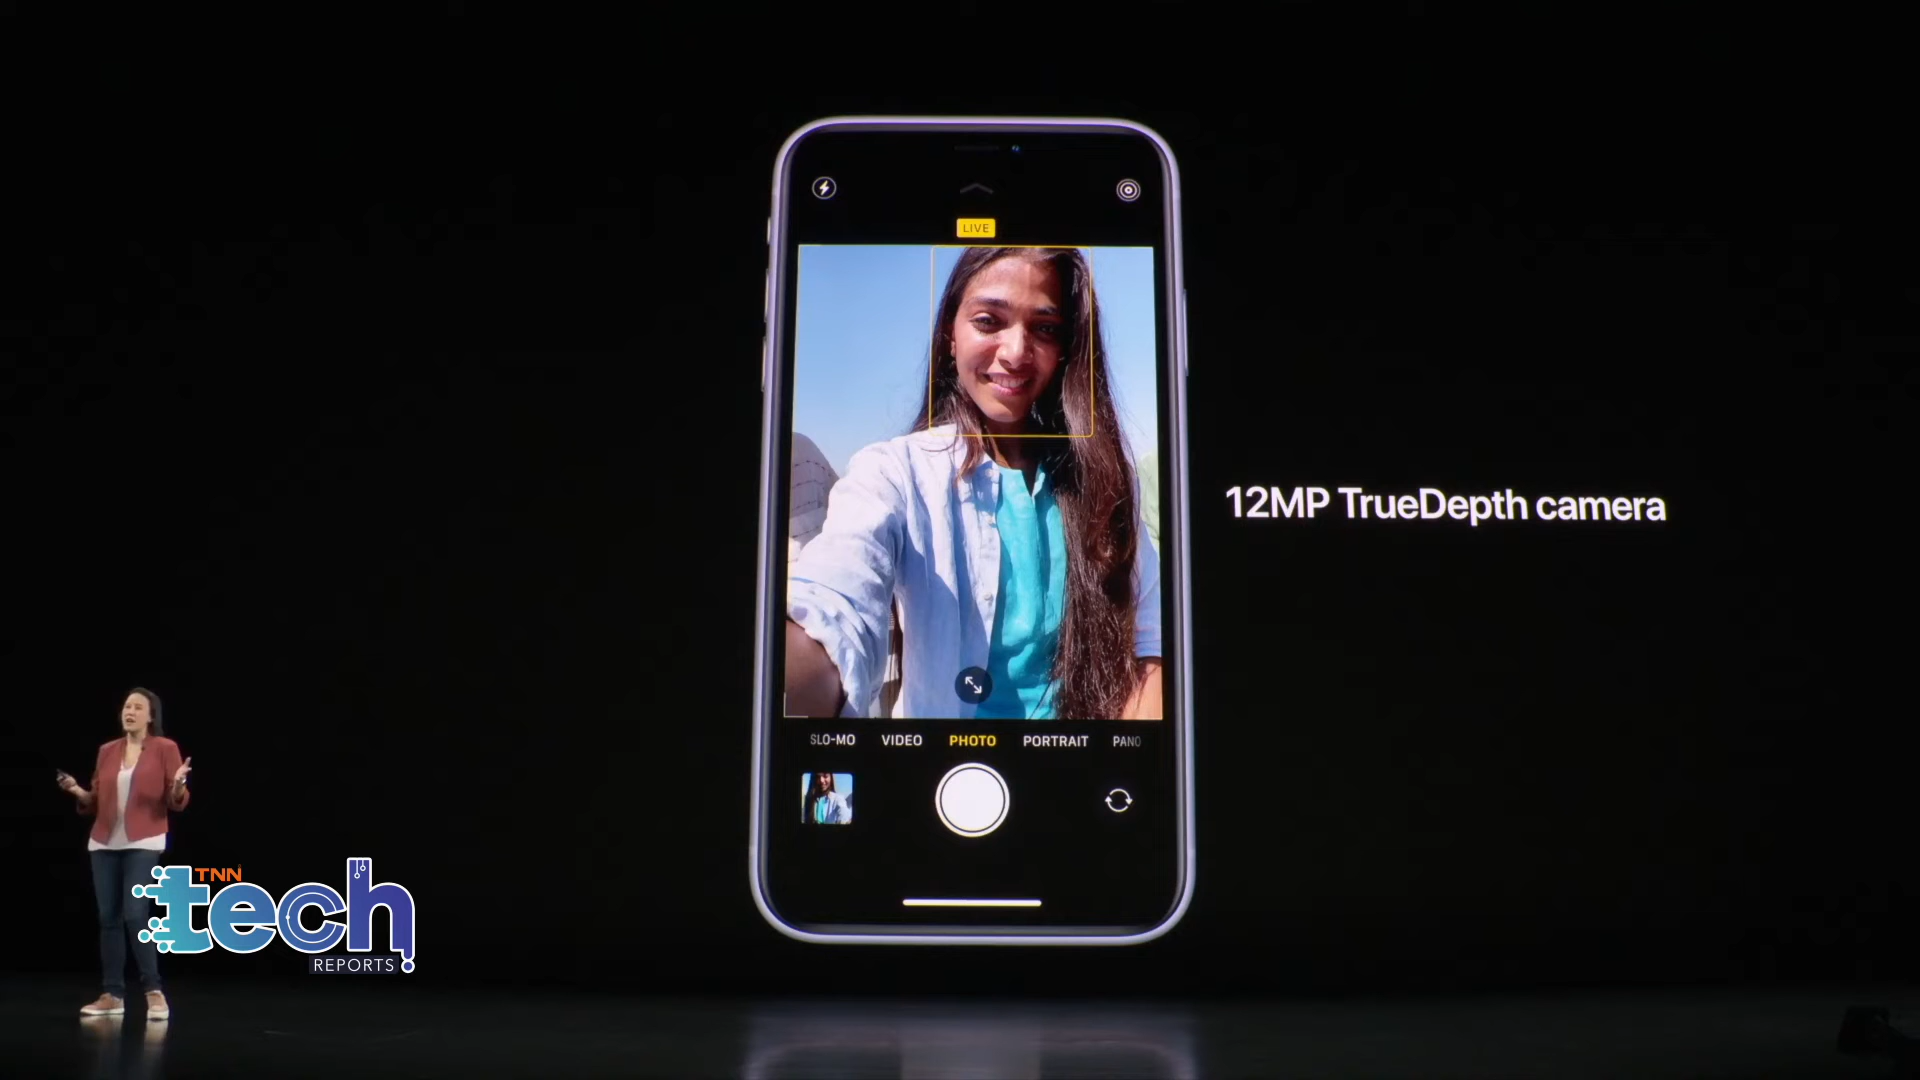 LIVE
12MP TrueDepth camera
SLO-MO VIDEO PHOTO PORTRAIT PANO
TNN
tech
REPORTS